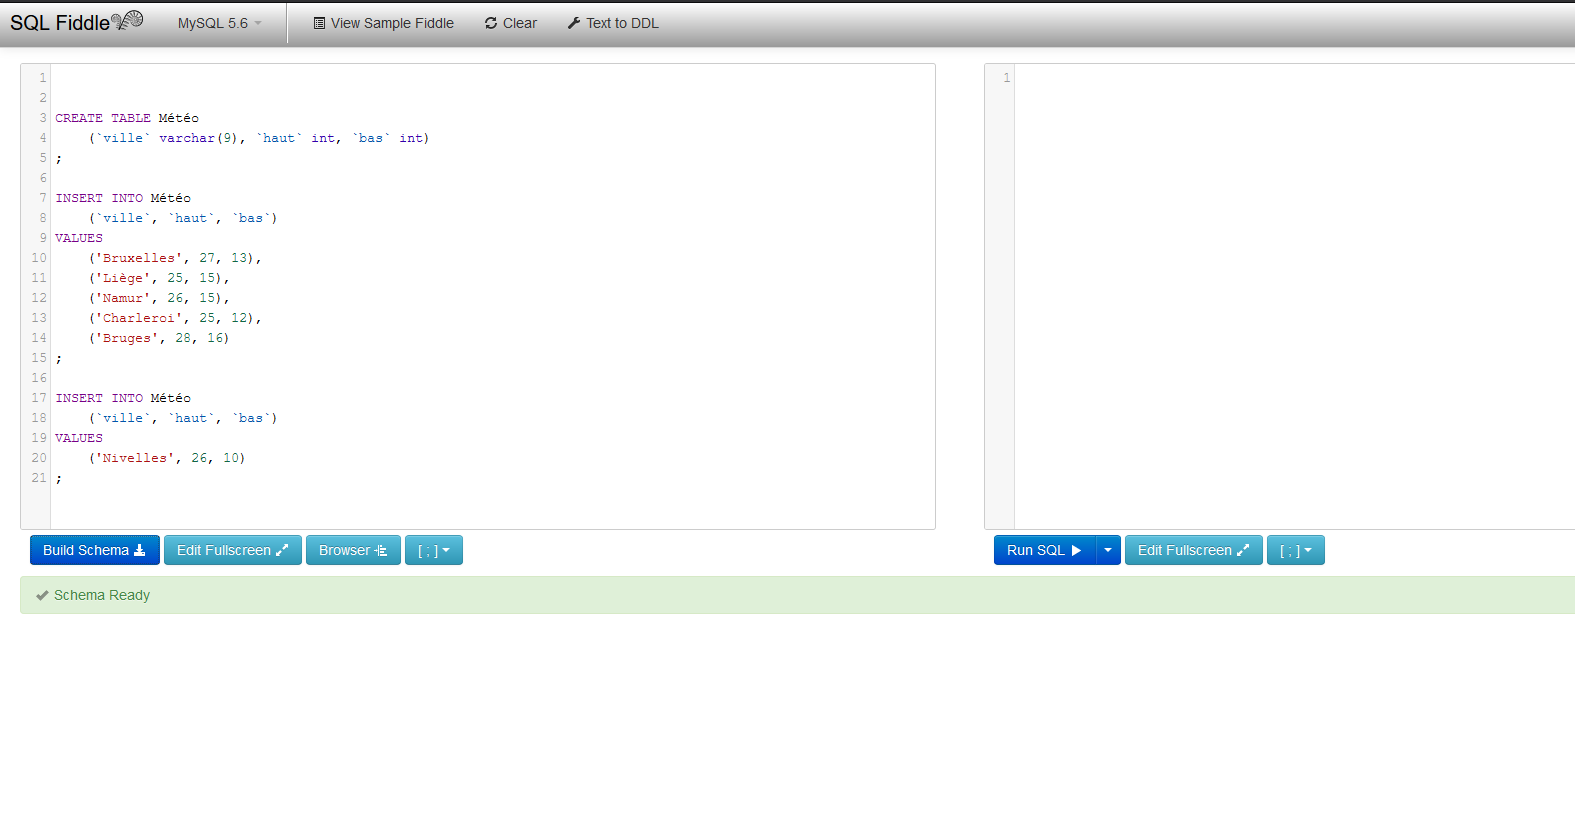 SQL Fiddle MySQL 5.6 View Sample Fiddle Clear Text to DDL
1
2
3 CREATE TABLE Météo
4 (`ville` varchar(9), `haut` int, `bas` int)
5 ;
6
7 INSERT INTO Météo
8 (`ville`, `haut`, `bas`)
9 VALUES
10 ('Bruxelles', 27, 13),
11 ('Liège', 25, 15),
12 ('Namur', 26, 15),
13 ('Charleroi', 25, 12),
14 ('Bruges', 28, 16)
15 ;
16
17 INSERT INTO Météo
18 (`ville`, `haut`, `bas`)
19 VALUES
20 ('Nivelles', 26, 10)
21 ;
Build Schema Edit Fullscreen Browser [ ; ]
1
Run SQL Edit Fullscreen [ ; ]
Schema Ready